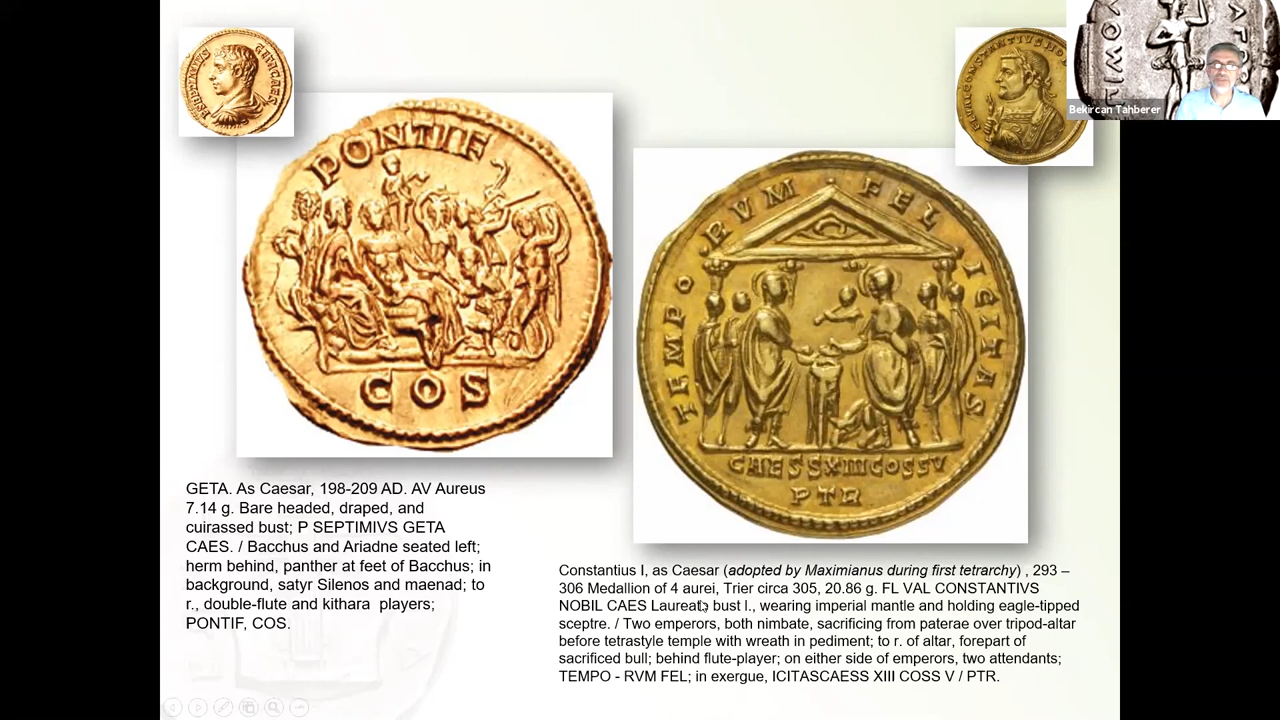 P SEPTIMIVS GETA CAES
PONTIF
COS
GETA. As Caesar, 198-209 AD. AV Aureus
7.14 g. Bare headed, draped, and
cuirassed bust; P SEPTIMIVS GETA
CAES. / Bacchus and Ariadne seated left;
herm behind, panther at feet of Bacchus; in
background, satyr Silenos and maenad; to
r., double-flute and kithara players;
PONTIF, COS.
Bekircan Tahberer
TEMPO RVM FEL ICITAS
CAESSXIIICOSSV
PTR
Constantius I, as Caesar (adopted by Maximianus during first tetrarchy) , 293 –
306 Medallion of 4 aurei, Trier circa 305, 20.86 g. FL VAL CONSTANTIVS
NOBIL CAES Laureate bust l., wearing imperial mantle and holding eagle-tipped
sceptre. / Two emperors, both nimbate, sacrificing from paterae over tripod-altar
before tetrastyle temple with wreath in pediment; to r. of altar, forepart of
sacrificed bull; behind flute-player; on either side of emperors, two attendants;
TEMPO - RVM FEL; in exergue, ICITASCAESS XIII COSS V / PTR.